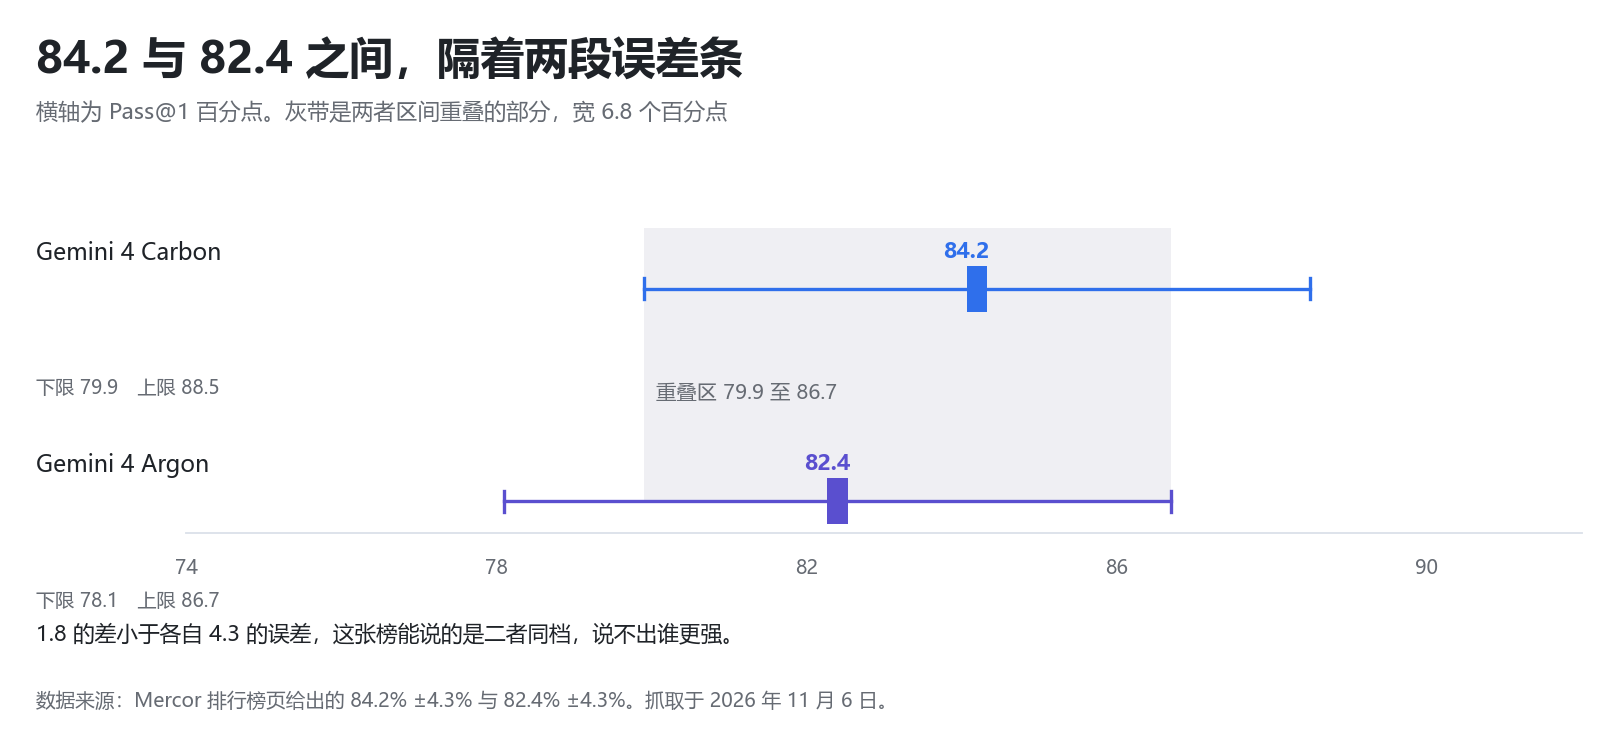 84.2 与 82.4 之间，隔着两段误差条
横轴为 Pass@1 百分点。灰带是两者区间重叠的部分，宽 6.8 个百分点
Gemini 4 Carbon
84.2
下限 79.9 上限 88.5
重叠区 79.9 至 86.7
Gemini 4 Argon
82.4
74 78 82 86 90
下限 78.1 上限 86.7
1.8 的差小于各自 4.3 的误差，这张榜能说的是二者同档，说不出谁更强。
数据来源：Mercor 排行榜页给出的 84.2% ±4.3% 与 82.4% ±4.3%。抓取于 2026 年 11 月 6 日。